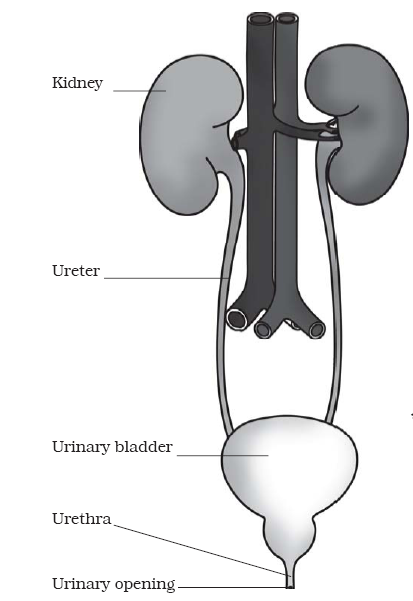 Kidney
Ureter
Urinary bladder
Urethra
Urinary opening